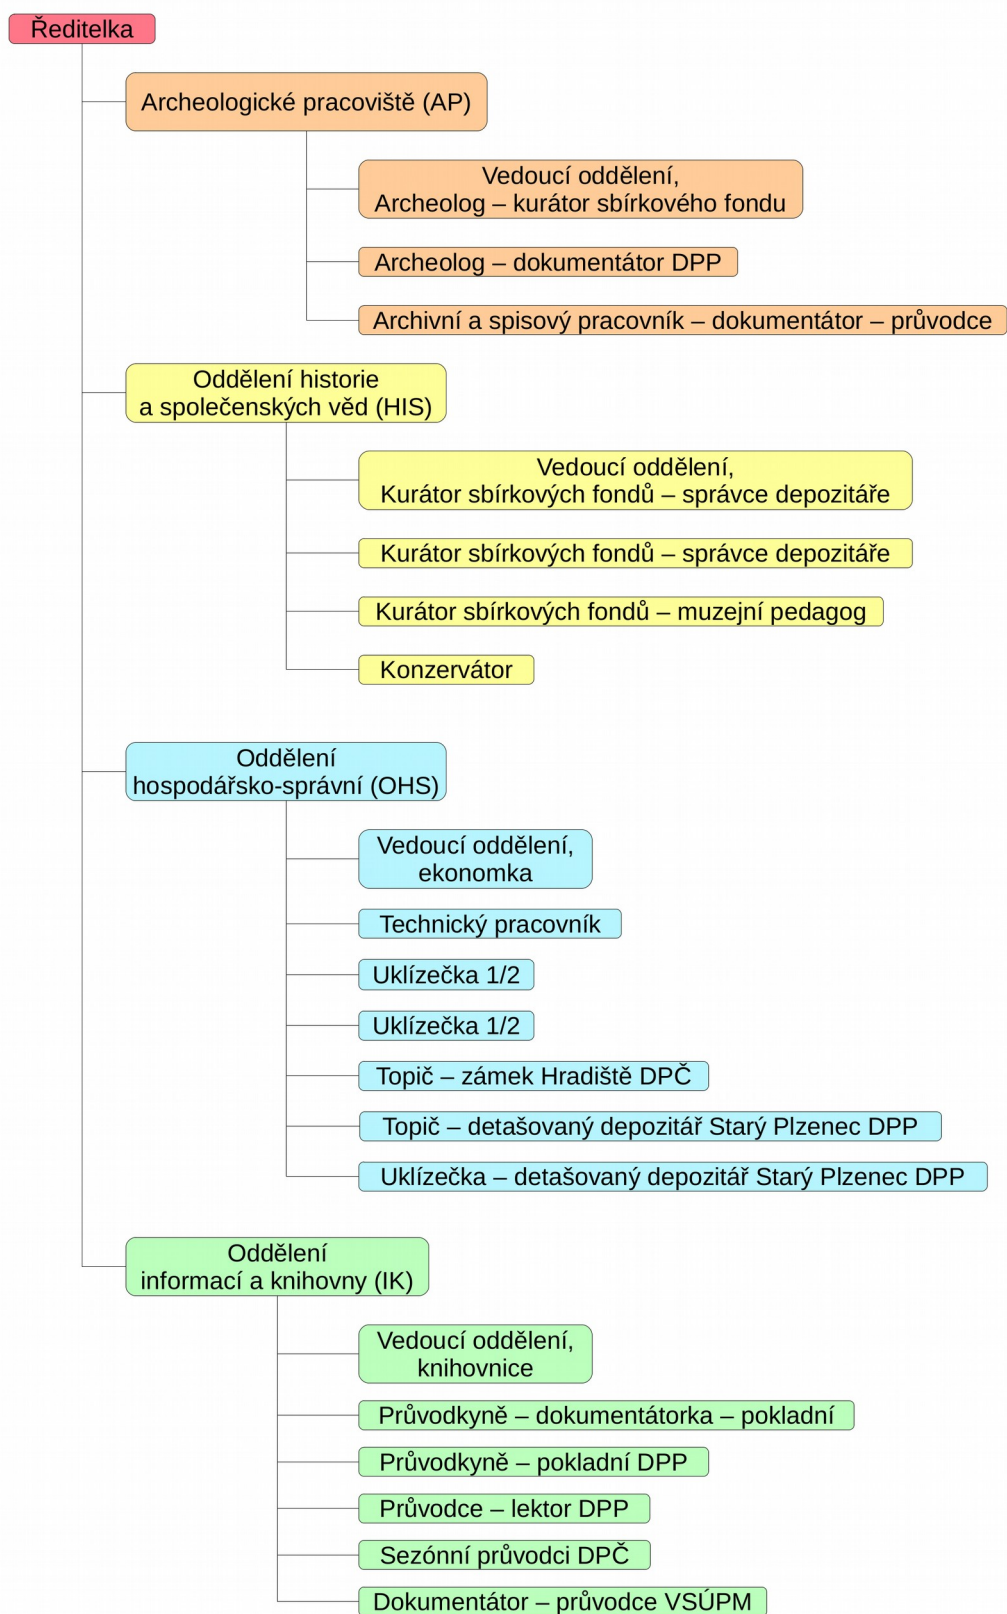 Ředitelka
Archeologické pracoviště (AP)
Vedoucí oddělení,
Archeolog – kurátor sbírkového fondu
Archeolog – dokumentátor DPP
Archivní a spisový pracovník – dokumentátor – průvodce
Oddělení historie
a společenských věd (HIS)
Vedoucí oddělení,
Kurátor sbírkových fondů – správce depozitáře
Kurátor sbírkových fondů – správce depozitáře
Kurátor sbírkových fondů – muzejní pedagog
Konzervátor
Oddělení
hospodářsko-správní (OHS)
Vedoucí oddělení,
ekonomka
Technický pracovník
Uklízečka 1/2
Uklízečka 1/2
Topič – zámek Hradiště DPČ
Topič – detašovaný depozitář Starý Plzenec DPP
Uklízečka – detašovaný depozitář Starý Plzenec DPP
Oddělení
informací a knihovny (IK)
Vedoucí oddělení,
knihovnice
Průvodkyně – dokumentátorka – pokladní
Průvodkyně – pokladní DPP
Průvodce – lektor DPP
Sezónní průvodci DPČ
Dokumentátor – průvodce VSÚPM